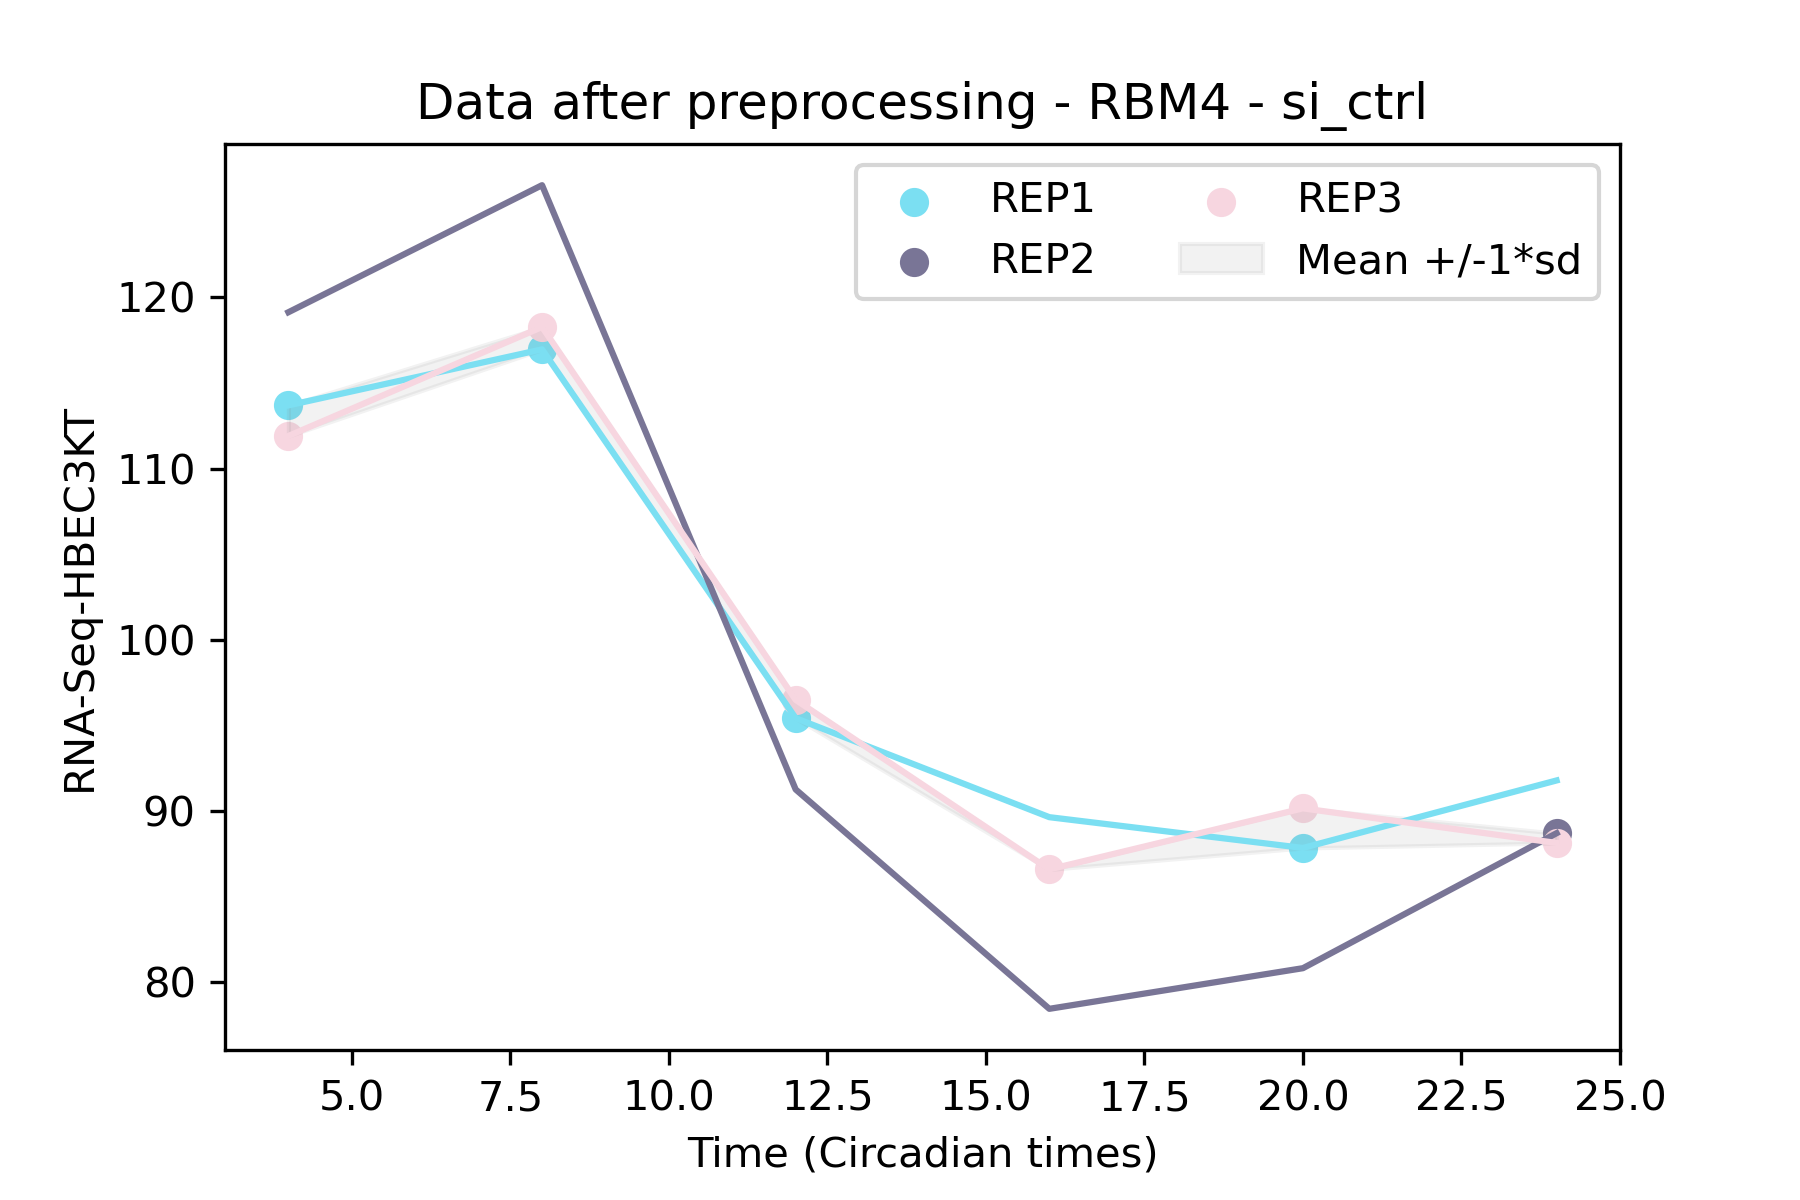 Data after preprocessing - RBM4 - si_ctrl
REP1
REP2
REP3
Mean +/-1*sd
RNA-Seq-HBEC3KT
120
110
100
90
80
5.0 7.5 10.0 12.5 15.0 17.5 20.0 22.5 25.0
Time (Circadian times)